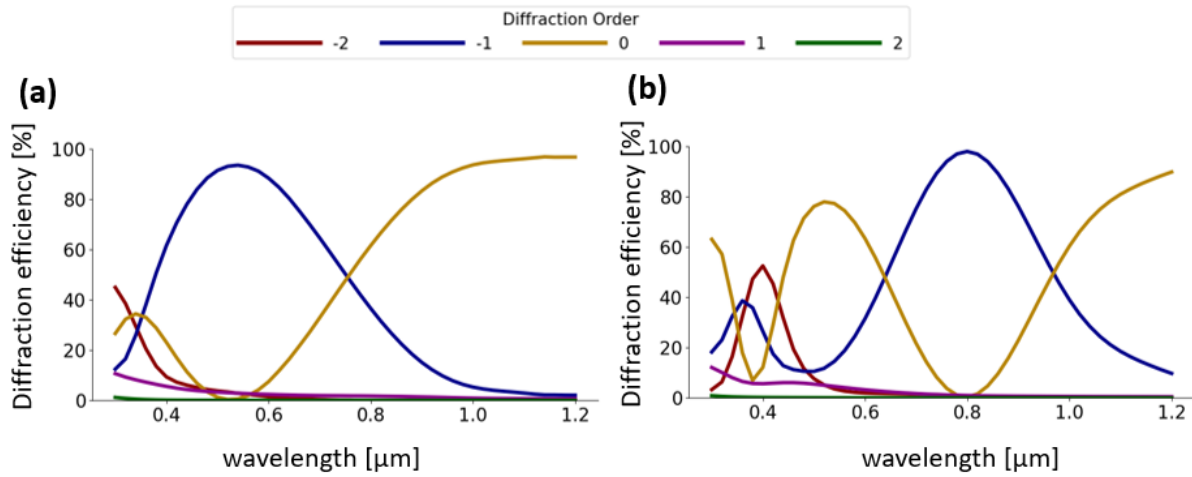 Diffraction Order
-2 -1 0 1 2
(a)
Diffraction efficiency [%]
100
80
60
40
20
0
0.4 0.6 0.8 1.0 1.2
wavelength [µm]
(b)
Diffraction efficiency [%]
100
80
60
40
20
0
0.4 0.6 0.8 1.0 1.2
wavelength [µm]